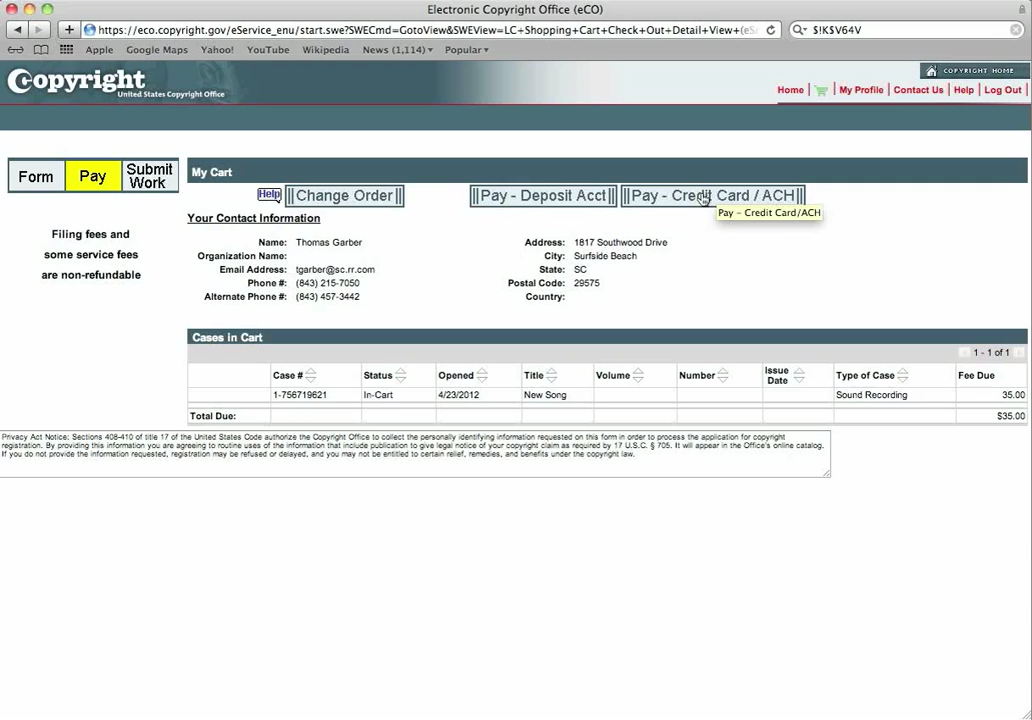 Electronic Copyright Office (eCO)
https://eco.copyright.gov/eService_enu/start.swe?SWECmd=GotoView&SWEView=LC+Shopping+Cart+Check+Out+Detail+View+(eS
$!K$V64V
Apple Google Maps Yahoo! YouTube Wikipedia News (1,114) Popular
Copyright
United States Copyright Office
COPYRIGHT HOME
Home | My Profile | Contact Us | Help | Log Out |
Form Pay Submit Work
My Cart
Help Change Order Pay - Deposit Acct Pay - Credit Card / ACH
Pay - Credit Card/ACH
Filing fees and
some service fees
are non-refundable
Your Contact Information
Name: Thomas Garber Address: 1817 Southwood Drive
Organization Name: City: Surfside Beach
Email Address: tgarber@sc.rr.com State: SC
Phone #: (843) 215-7050 Postal Code: 29575
Alternate Phone #: (843) 457-3442 Country:
Cases in Cart
1 - 1 of 1
Case # Status Opened Title Volume Number Issue Date Type of Case Fee Due
1-756719621 In-Cart 4/23/2012 New Song Sound Recording 35.00
Total Due: $35.00
Privacy Act Notice: Sections 408-410 of title 17 of the United States Code authorize the Copyright Office to collect the personally identifying information requested on this form in order to process the application for copyright
registration. By providing this information you are agreeing to routine uses of the information that include publication to give legal notice of your copyright claim as required by 17 U.S.C. § 705. It will appear in the Office's online catalog.
If you do not provide the information requested, registration may be refused or delayed, and you may not be entitled to certain relief, remedies, and benefits under the copyright law.